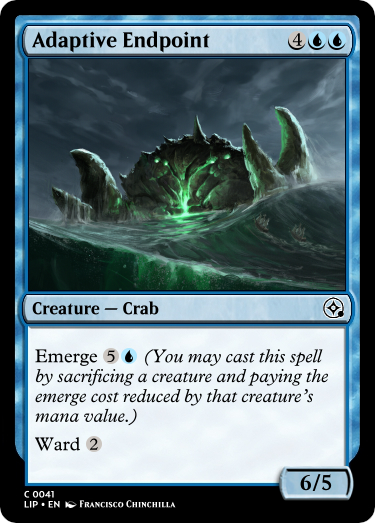 Adaptive Endpoint 4
Creature — Crab
Emerge 5 (You may cast this spell
by sacrificing a creature and paying the
emerge cost reduced by that creature's
mana value.)
Ward 2
6/5
C 0041
LIP • EN Francisco Chinchilla